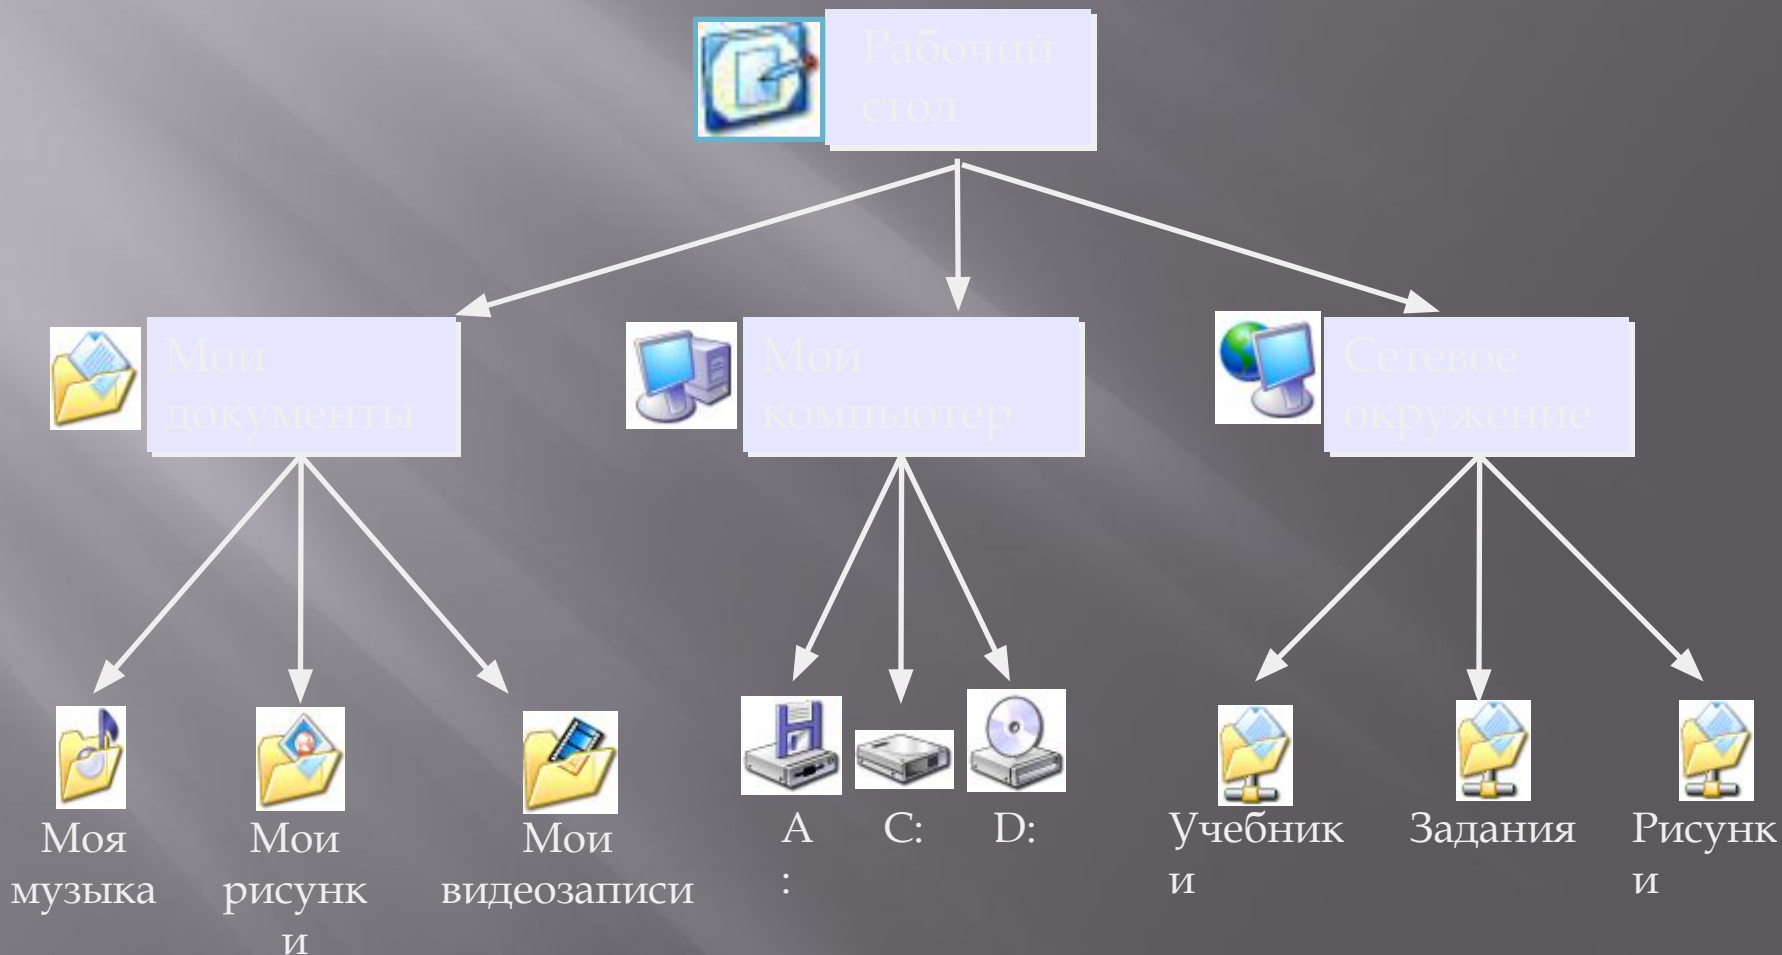 Рабочий
стол
Мои
документы
Мой
компьютер
Сетевое
окружение
Моя
музыка
Мои
рисунк
и
Мои
видеозаписи
A
:
C:
D:
Учебник
и
Задания
Рисунк
и